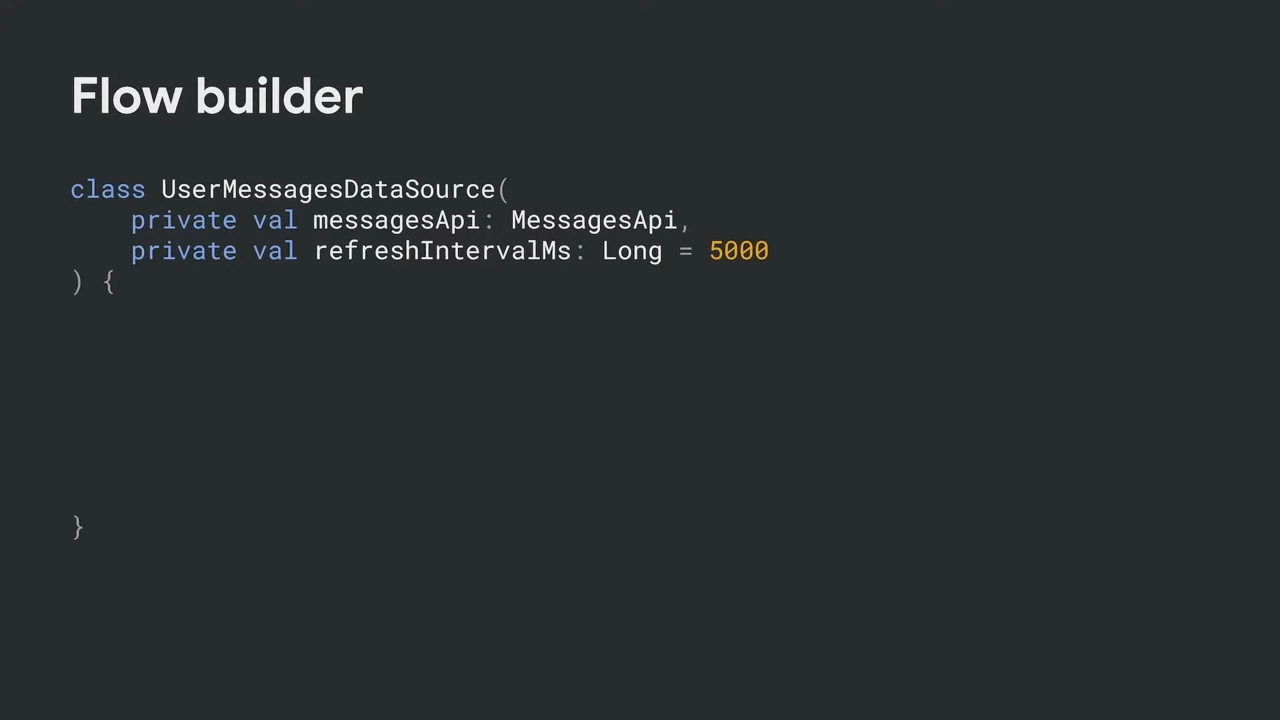 Flow builder
class UserMessagesDataSource(
    private val messagesApi: MessagesApi,
    private val refreshIntervalMs: Long = 5000
) {
}